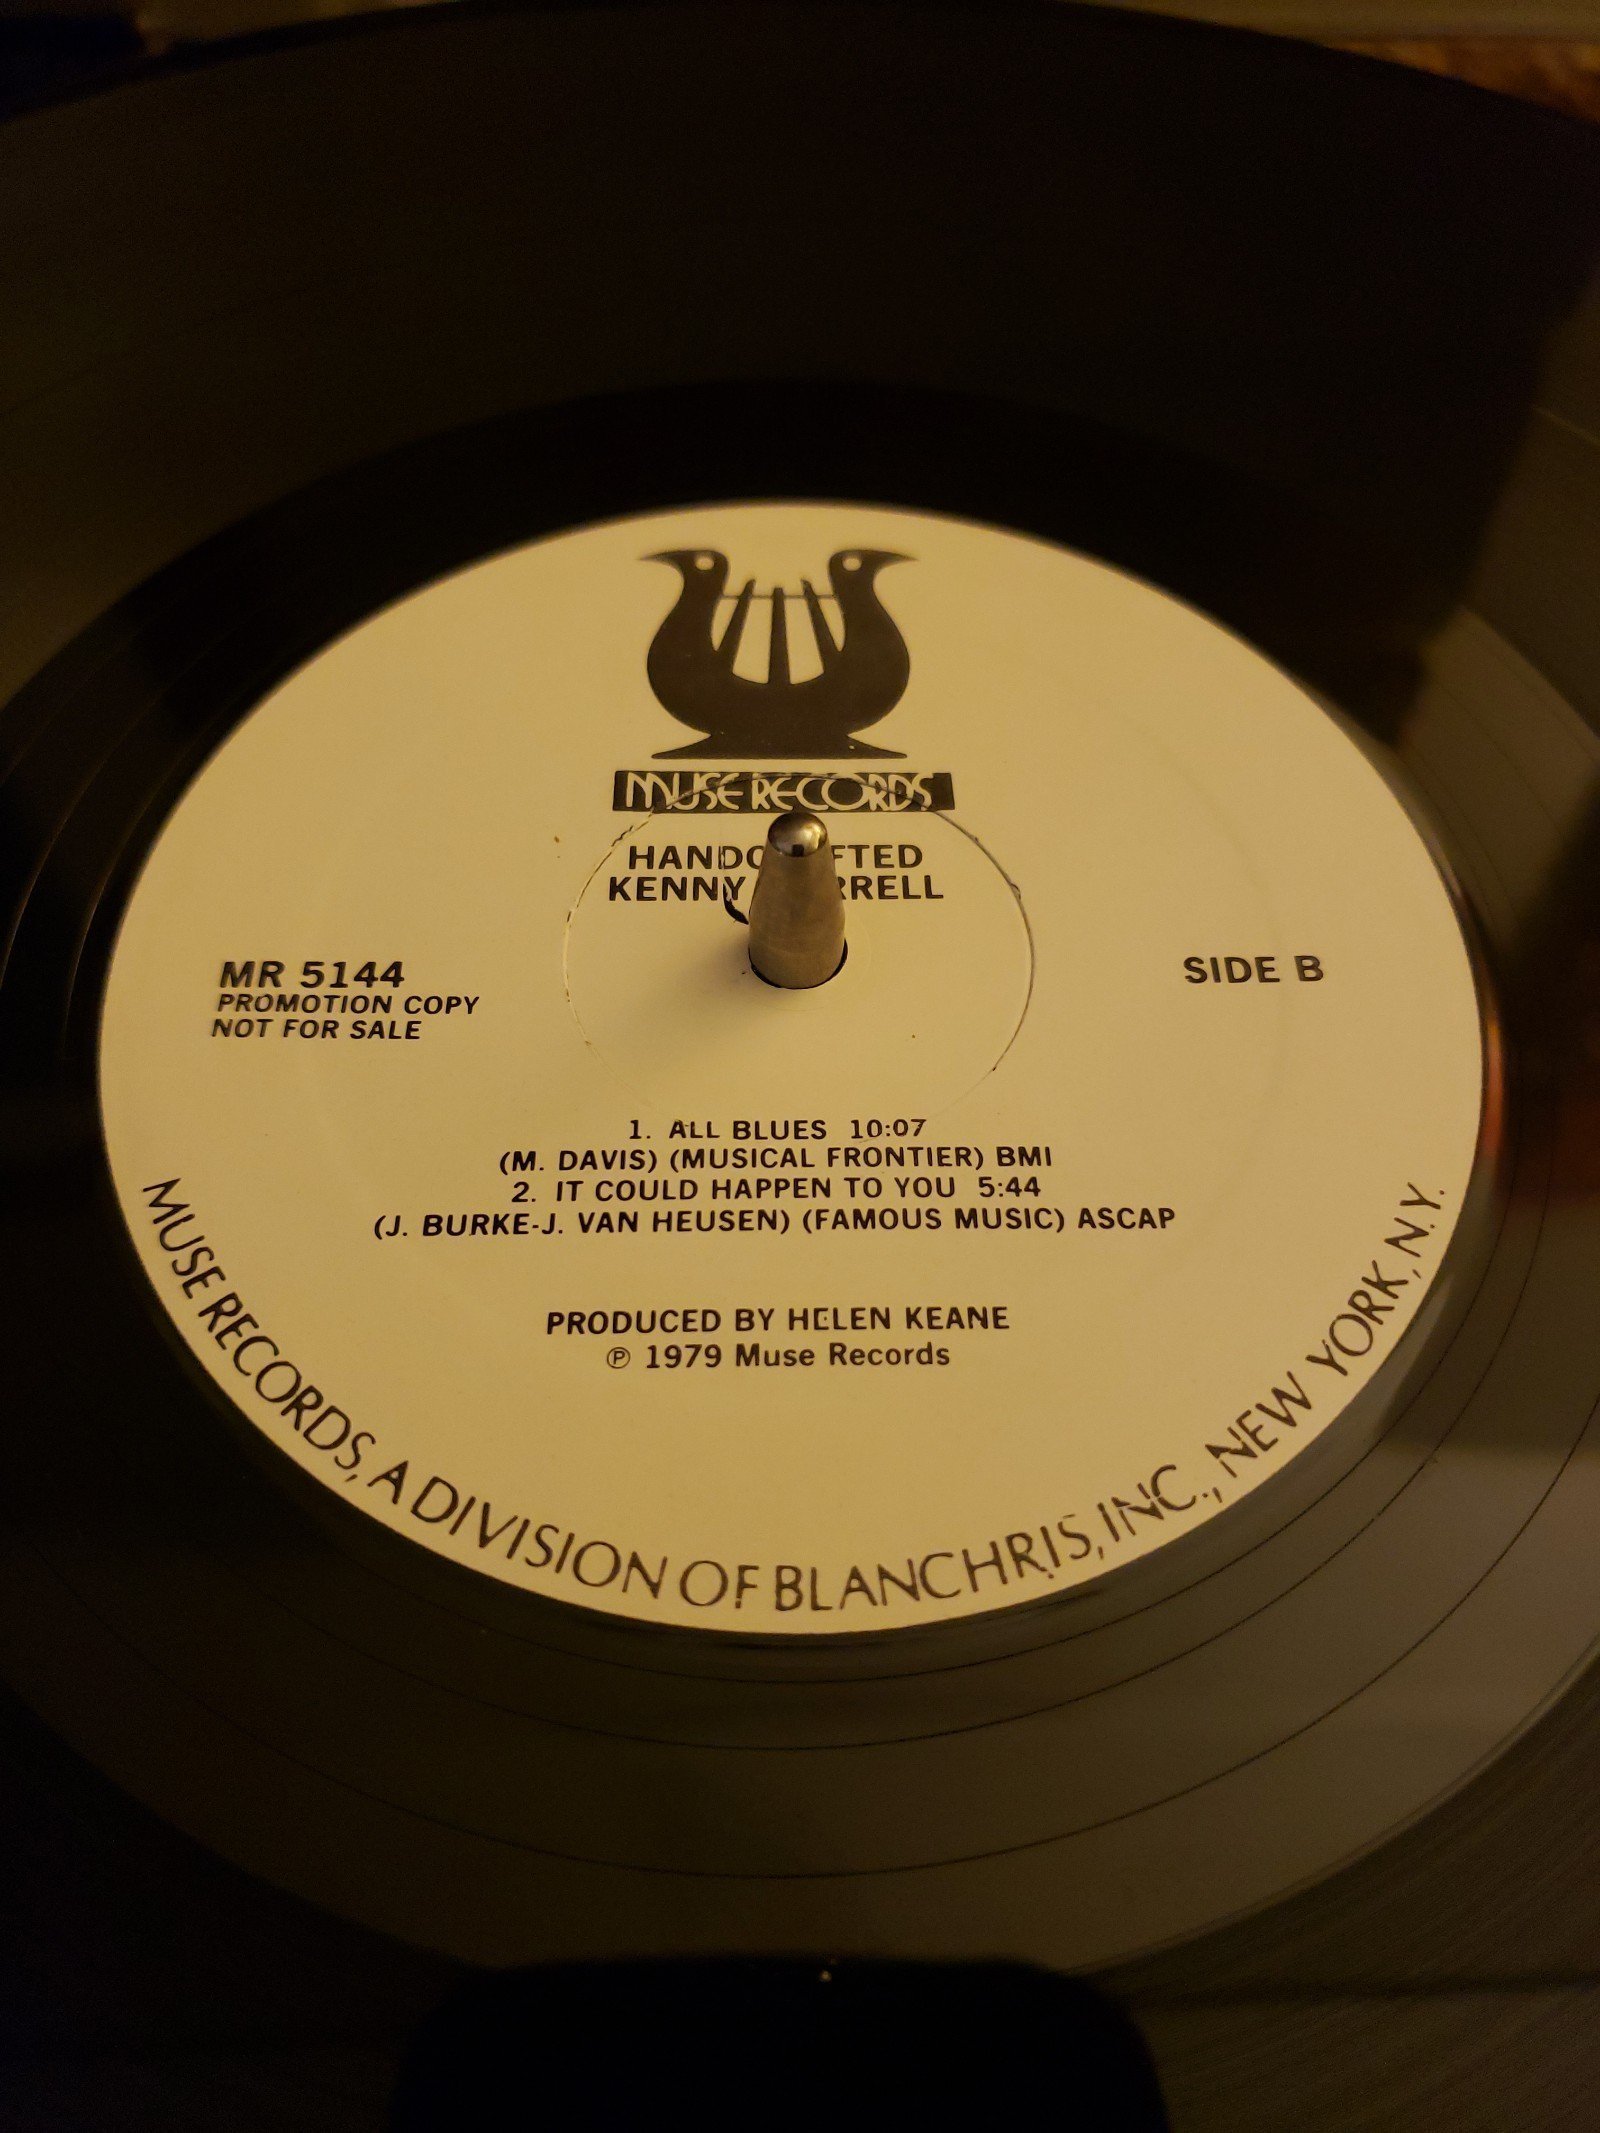 MUSE RECORDS
KENNY
MR 5144
PROMOTION COPY
NOT FOR SALE
SIDE B
1. ALL BLUES 10:07
(M. DAVIS) (MUSICAL FRONTIER) BMI
2. IT COULD HAPPEN TO YOU 5:44
(J. BURKE-J. VAN HEUSEN) (FAMOUS MUSIC) ASCAP
PRODUCED BY HELEN KEANE
℗ 1979 Muse Records
MUSE RECORDS, A DIVISION OF BLANCHRIS, INC., NEW YORK, N.Y.